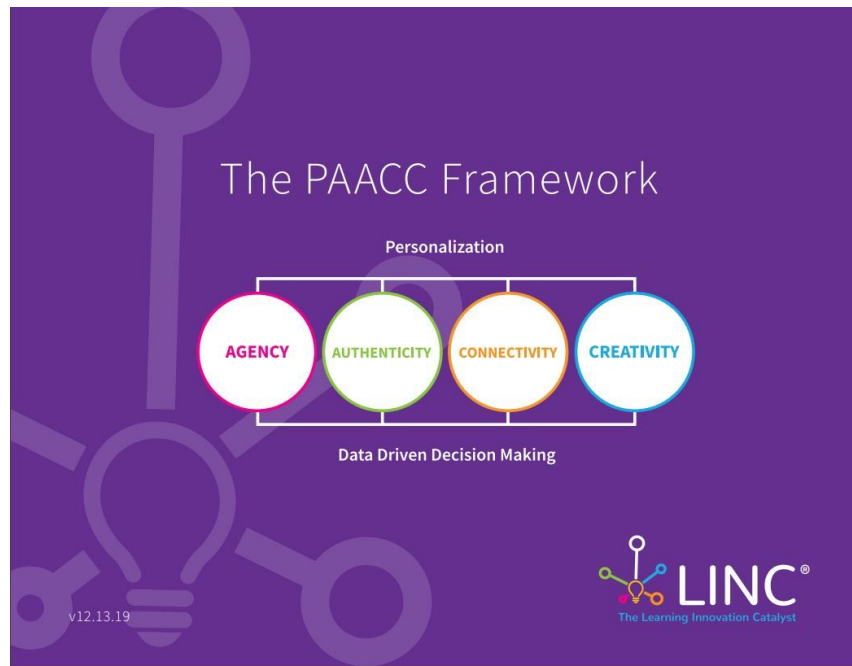 The PAACC Framework
Personalization
AGENCY
AUTHENTICITY
CONNECTIVITY
CREATIVITY
Data Driven Decision Making
LINC®
The Learning Innovation Catalyst
v12.13.19